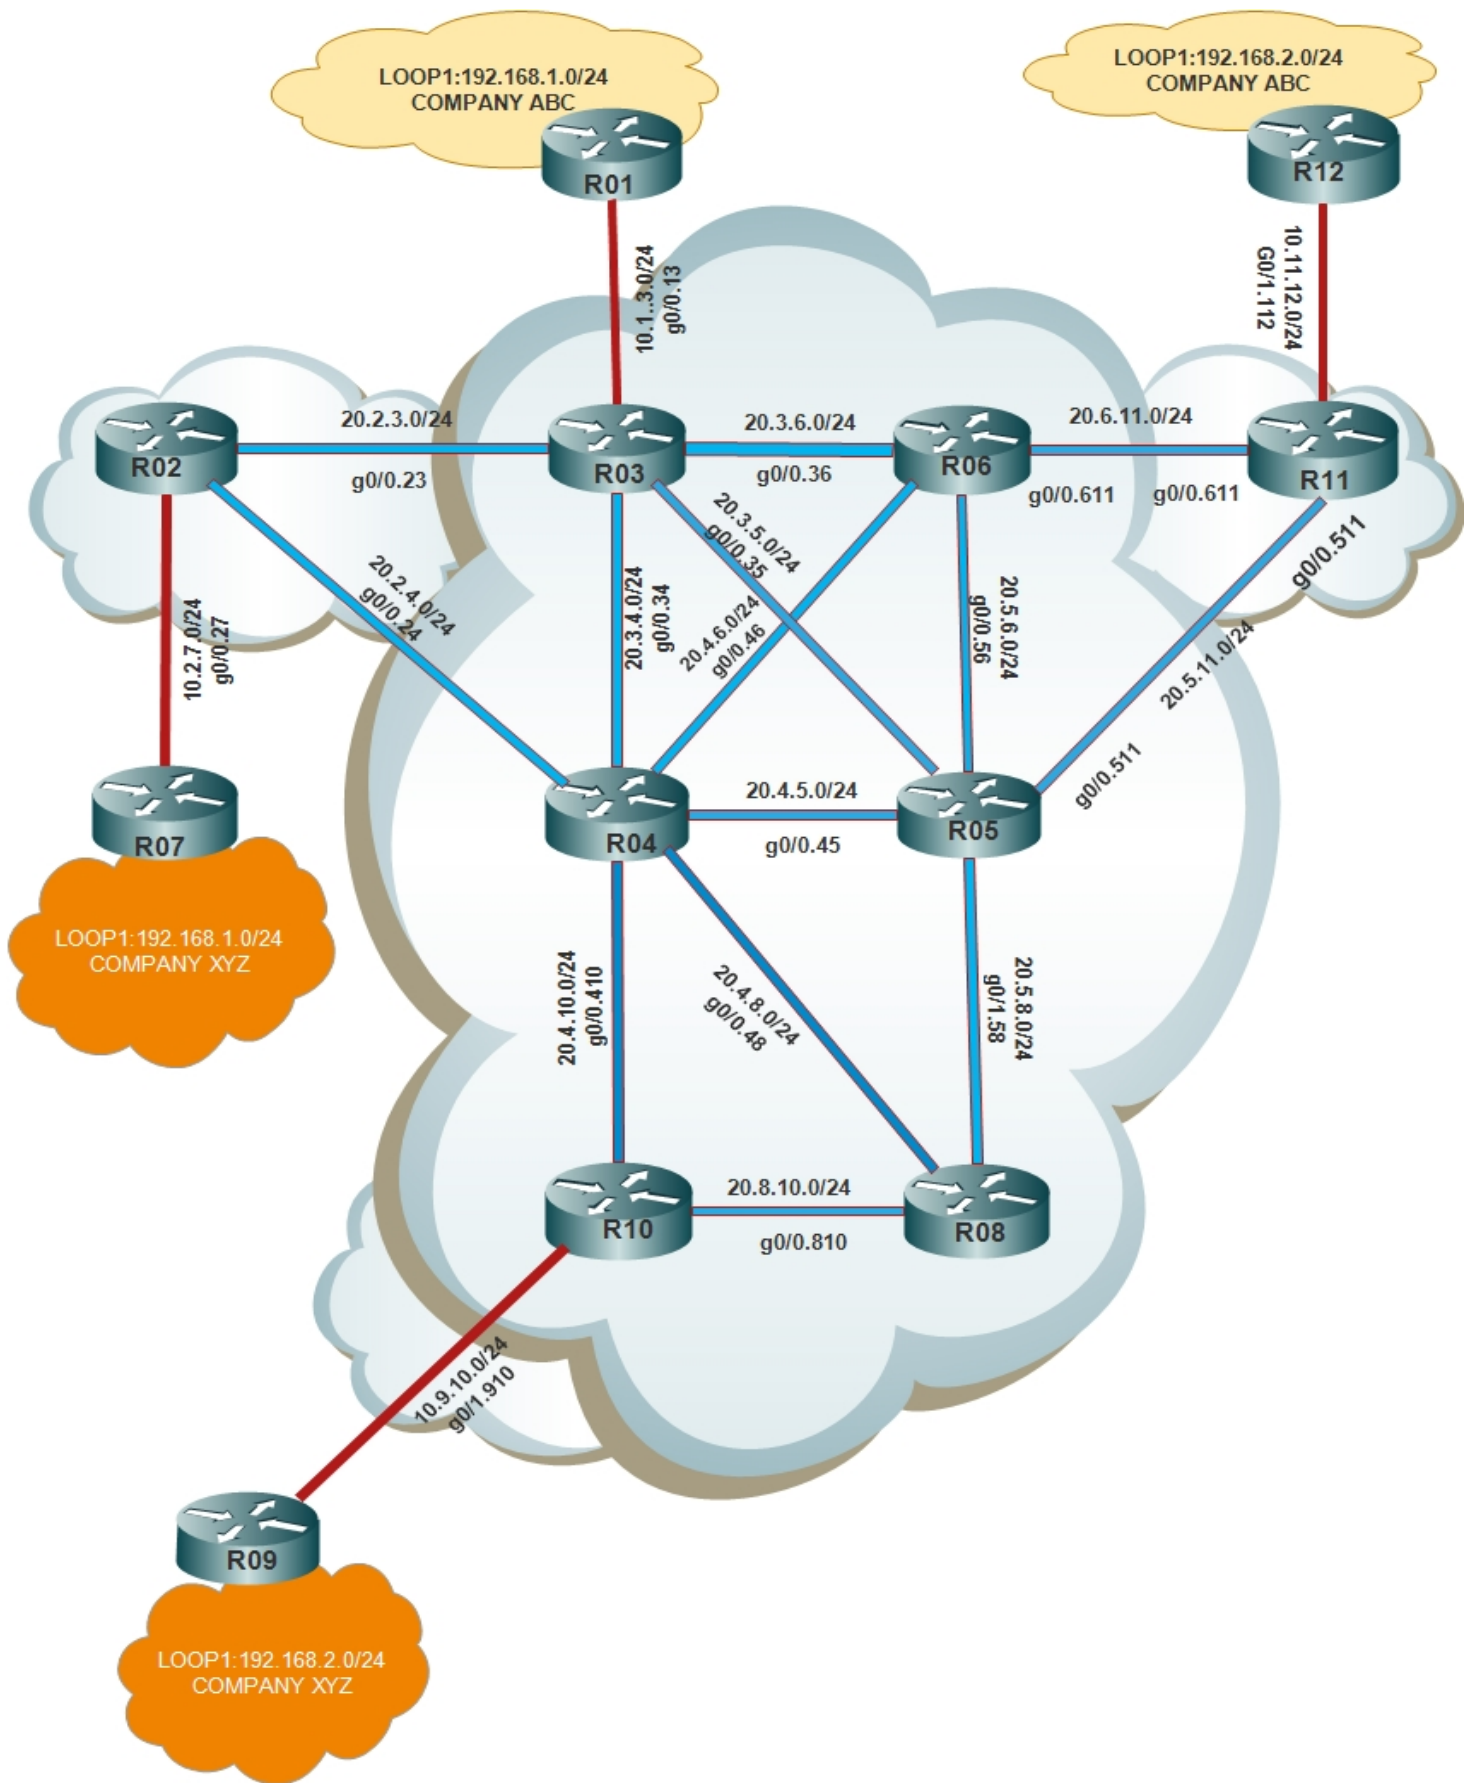 LOOP1:192.168.1.0/24
COMPANY ABC
R01
LOOP1:192.168.2.0/24
COMPANY ABC
R12
10.1..3.0/24
g0/0.13
10.11.12.0/24
G0/1.112
R02
20.2.3.0/24
g0/0.23
R03
20.3.6.0/24
g0/0.36
R06
20.6.11.0/24
g0/0.611
g0/0.611
R11
20.2.4.0/24
g0/0.24
20.3.4.0/24
g0/0.34
20.3.5.0/24
g0/0.35
20.4.6.0/24
g0/0.46
20.5.6.0/24
g0/0.56
g0/0.511
20.5.11.0/24
g0/0.511
10.2.7.0/24
g0/0.27
R07
LOOP1:192.168.1.0/24
COMPANY XYZ
R04
20.4.5.0/24
g0/0.45
R05
20.4.10.0/24
g0/0.410
20.4.8.0/24
g0/0.48
20.5.8.0/24
g0/1.58
R10
20.8.10.0/24
g0/0.810
R08
10.9.10.0/24
g0/1.910
R09
LOOP1:192.168.2.0/24
COMPANY XYZ